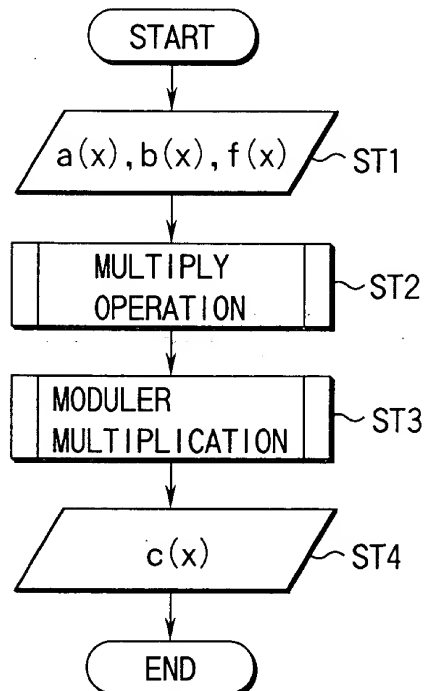 START
a(x), b(x), f(x) ST1
MULTIPLY
OPERATION
ST2
MODULER
MULTIPLICATION
ST3
c(x) ST4
END